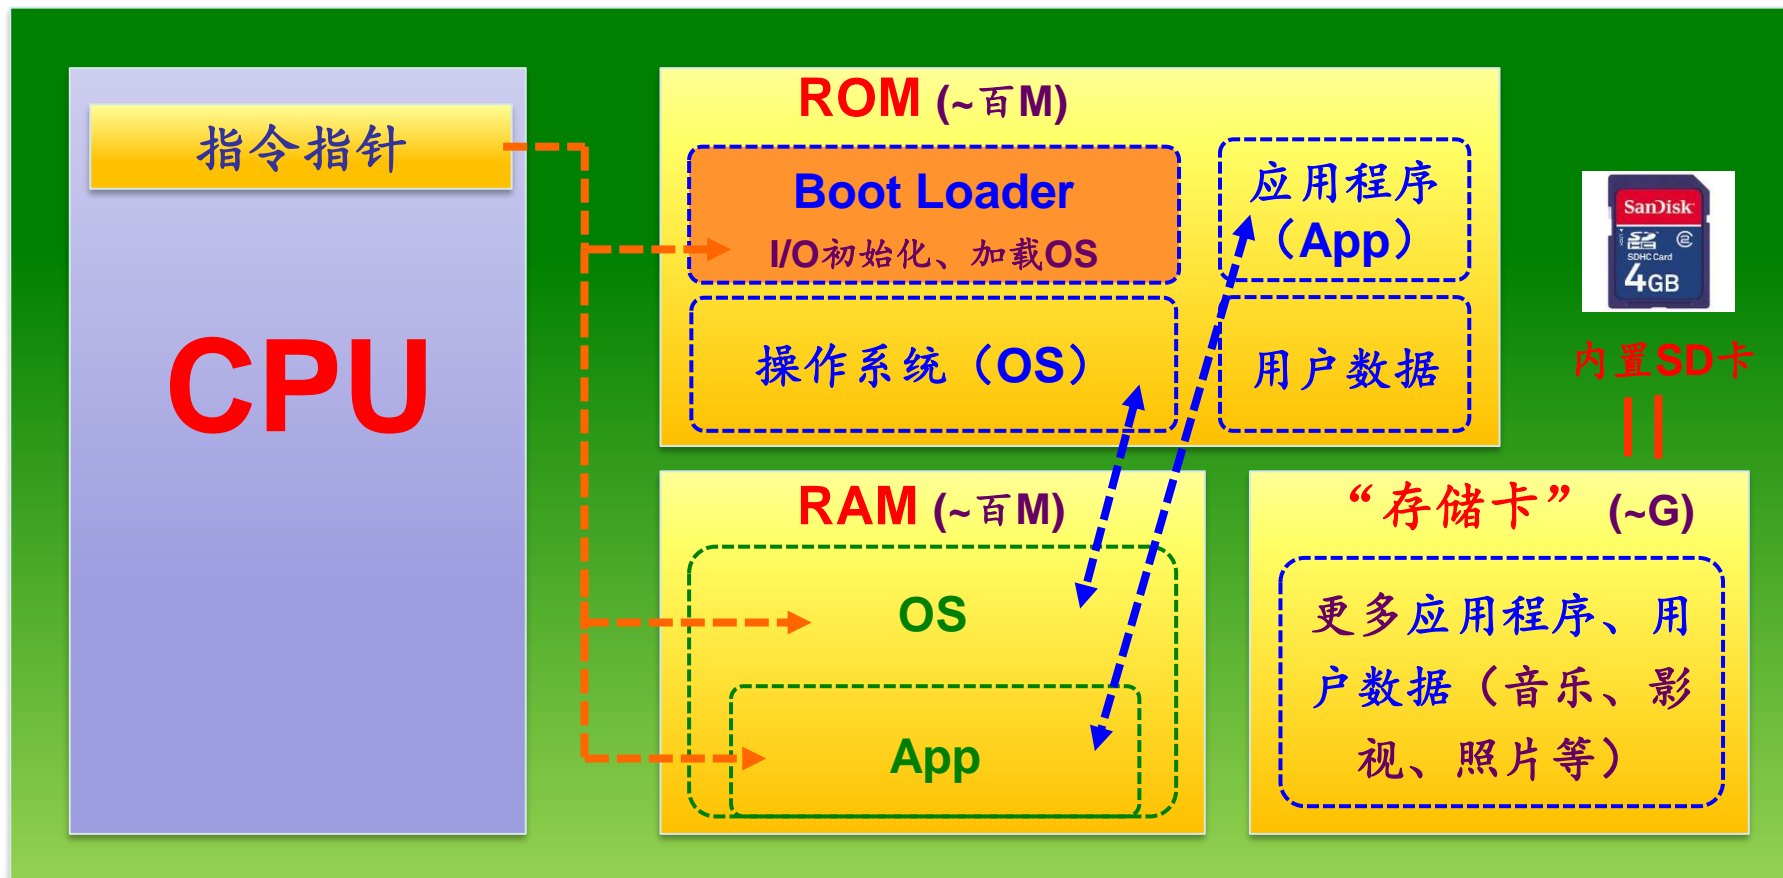 指令指针
CPU
ROM (~百M)
Boot Loader
I/O初始化、加载OS
应用程序
（App）
操作系统（OS）
用户数据
SanDisk
SDHC Card
4GB
内置SD卡
RAM (~百M)
OS
App
“存储卡” (~G)
更多应用程序、用
户数据（音乐、影
视、照片等）